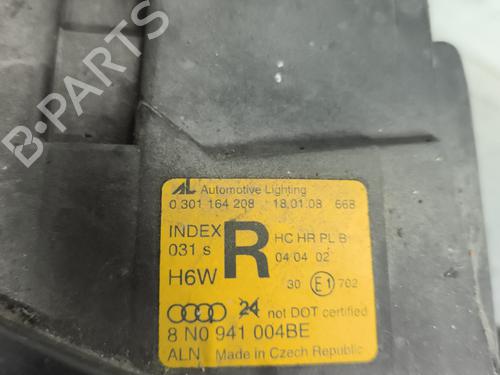 B-PARTS
AL Automotive Lighting
0 301 164 208 18.01.08 668
INDEX R HC HR PL B
031 s 04 04 02
H6W 30 E1 702
24 not DOT certified
8 N0 941 004BE
ALN Made in Czech Republic